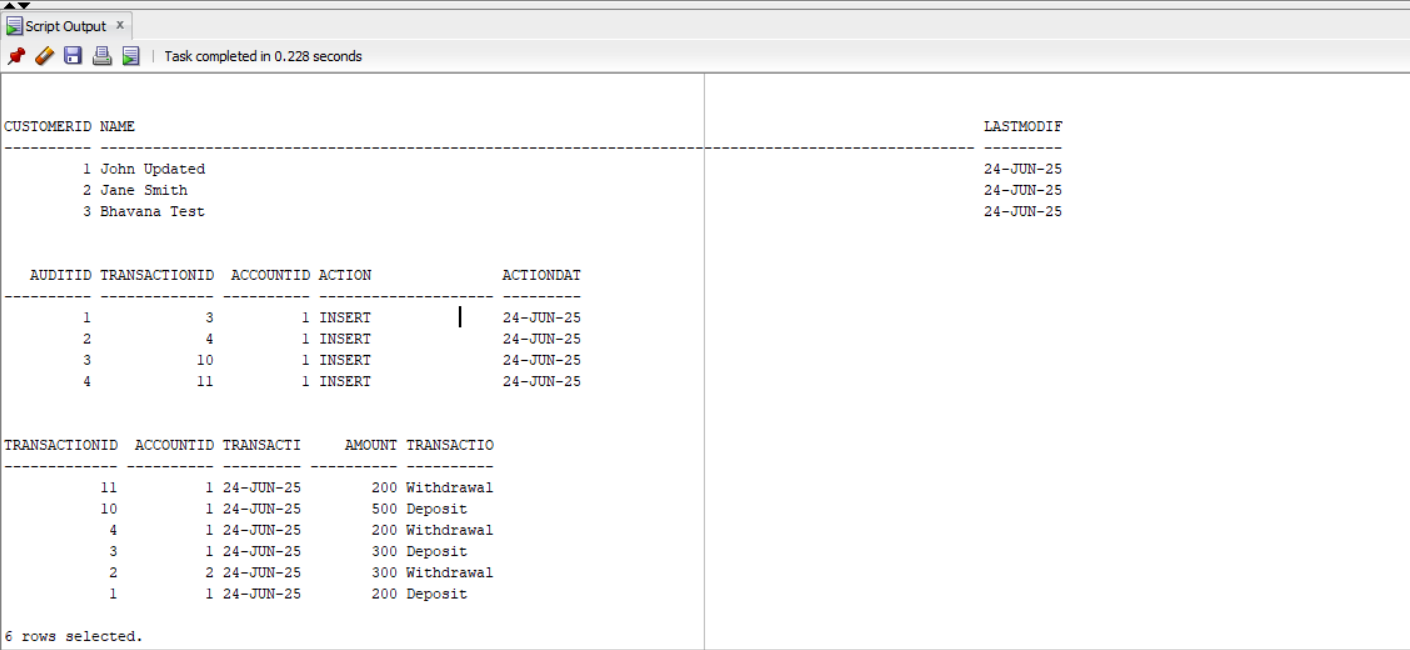 Script Output x
Task completed in 0.228 seconds
CUSTOMERID NAME                                                                                                 LASTMODIF
---------- ---------------------------------------------------------------------------------------------------- ---------
         1 John Updated                                                                                         24-JUN-25
         2 Jane Smith                                                                                           24-JUN-25
         3 Bhavana Test                                                                                         24-JUN-25
   AUDITID TRANSACTIONID  ACCOUNTID ACTION               ACTIONDAT
---------- ------------- ---------- -------------------- ---------
         1             3          1 INSERT               24-JUN-25
         2             4          1 INSERT               24-JUN-25
         3            10          1 INSERT               24-JUN-25
         4            11          1 INSERT               24-JUN-25
TRANSACTIONID  ACCOUNTID TRANSACTI     AMOUNT TRANSACTIO
------------- ---------- --------- ---------- ----------
           11          1 24-JUN-25        200 Withdrawal
           10          1 24-JUN-25        500 Deposit
            4          1 24-JUN-25        200 Withdrawal
            3          1 24-JUN-25        300 Deposit
            2          2 24-JUN-25        300 Withdrawal
            1          1 24-JUN-25        200 Deposit
6 rows selected.